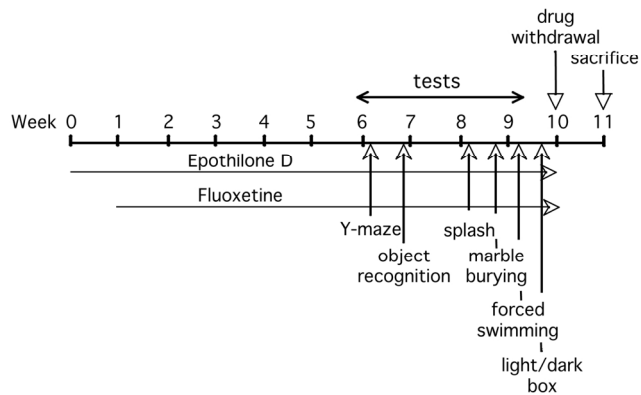 drug
withdrawal
sacrifice
tests
Week 0 1 2 3 4 5 6 7 8 9 10 11
Epothilone D
Fluoxetine
Y-maze
splash
object
recognition
marble
burying
forced
swimming
light/dark
box